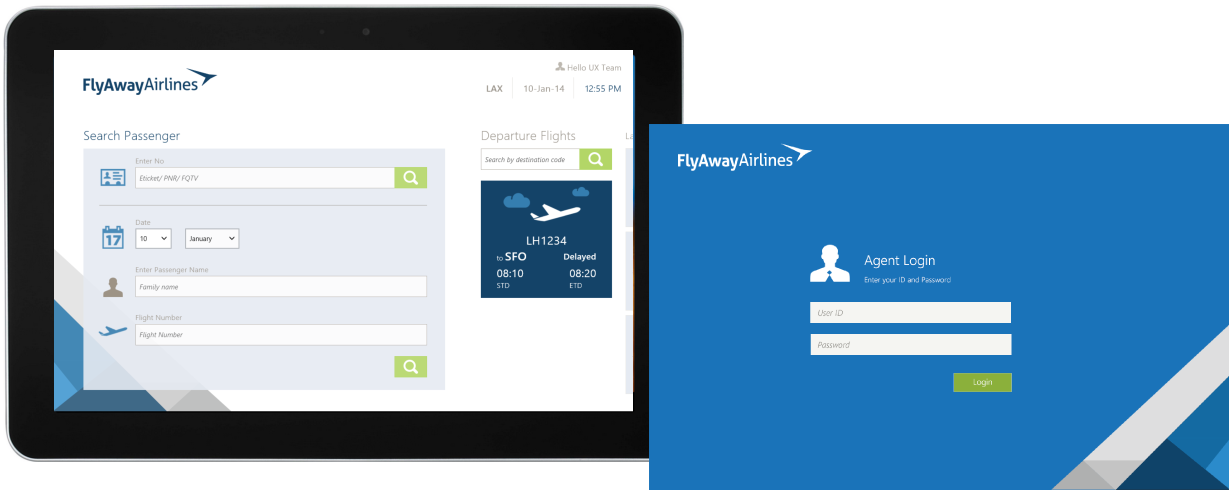 FlyAwayAirlines
Hello UX Team
LAX 10-Jan-14 12:55 PM
Search Passenger
Enter No
Eticket/ PNR/ FQTV
Date
17
10 January
Enter Passenger Name
Family name
Flight Number
Flight Number
Departure Flights
Search by destination code
LH1234
to SFO Delayed
08:10 08:20
STD ETD
FlyAwayAirlines
Agent Login
Enter your ID and Password
User ID
Password
Login